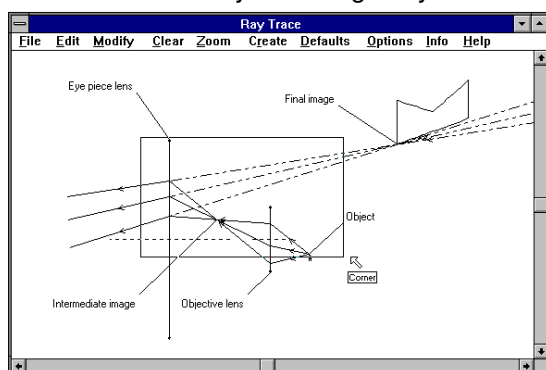 Ray Trace
File Edit Modify Clear Zoom Create Defaults Options Info Help
Eye piece lens
Final image
Object
Corner
Intermediate image
Objective lens